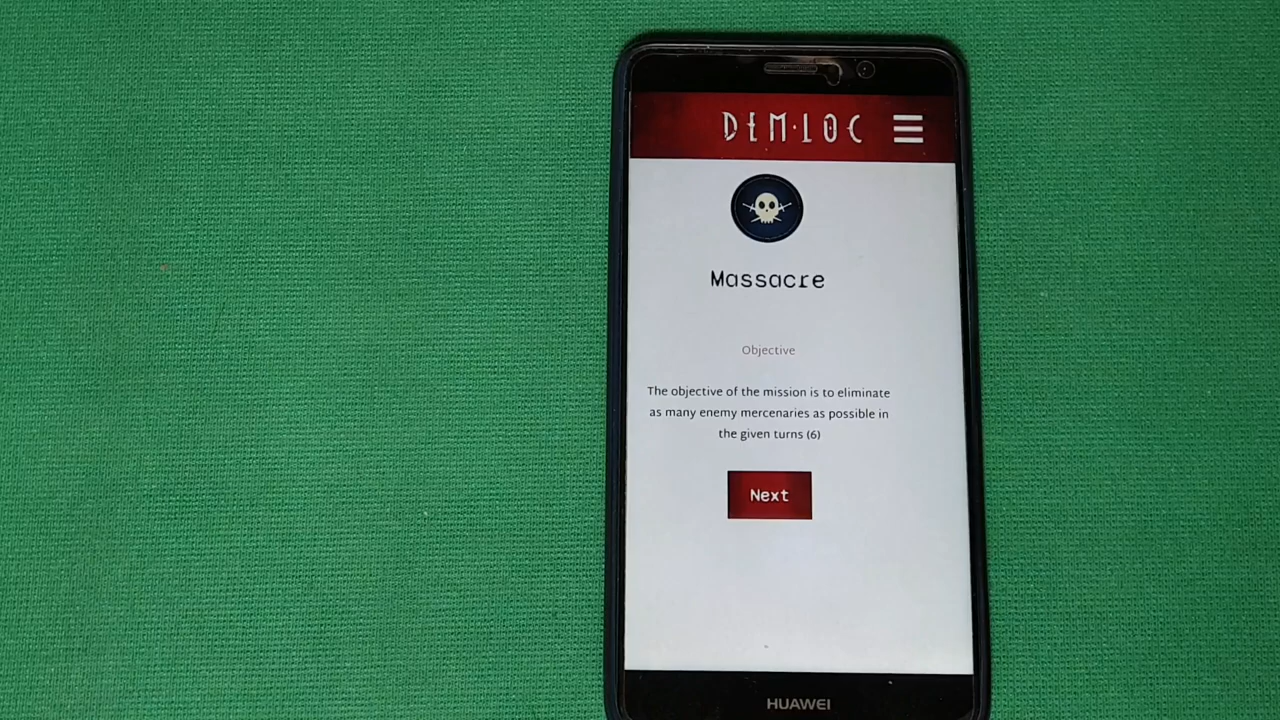 DEM·LOC
Massacre
Objective
The objective of the mission is to eliminate
as many enemy mercenaries as possible in
the given turns (6)
Next
HUAWEI